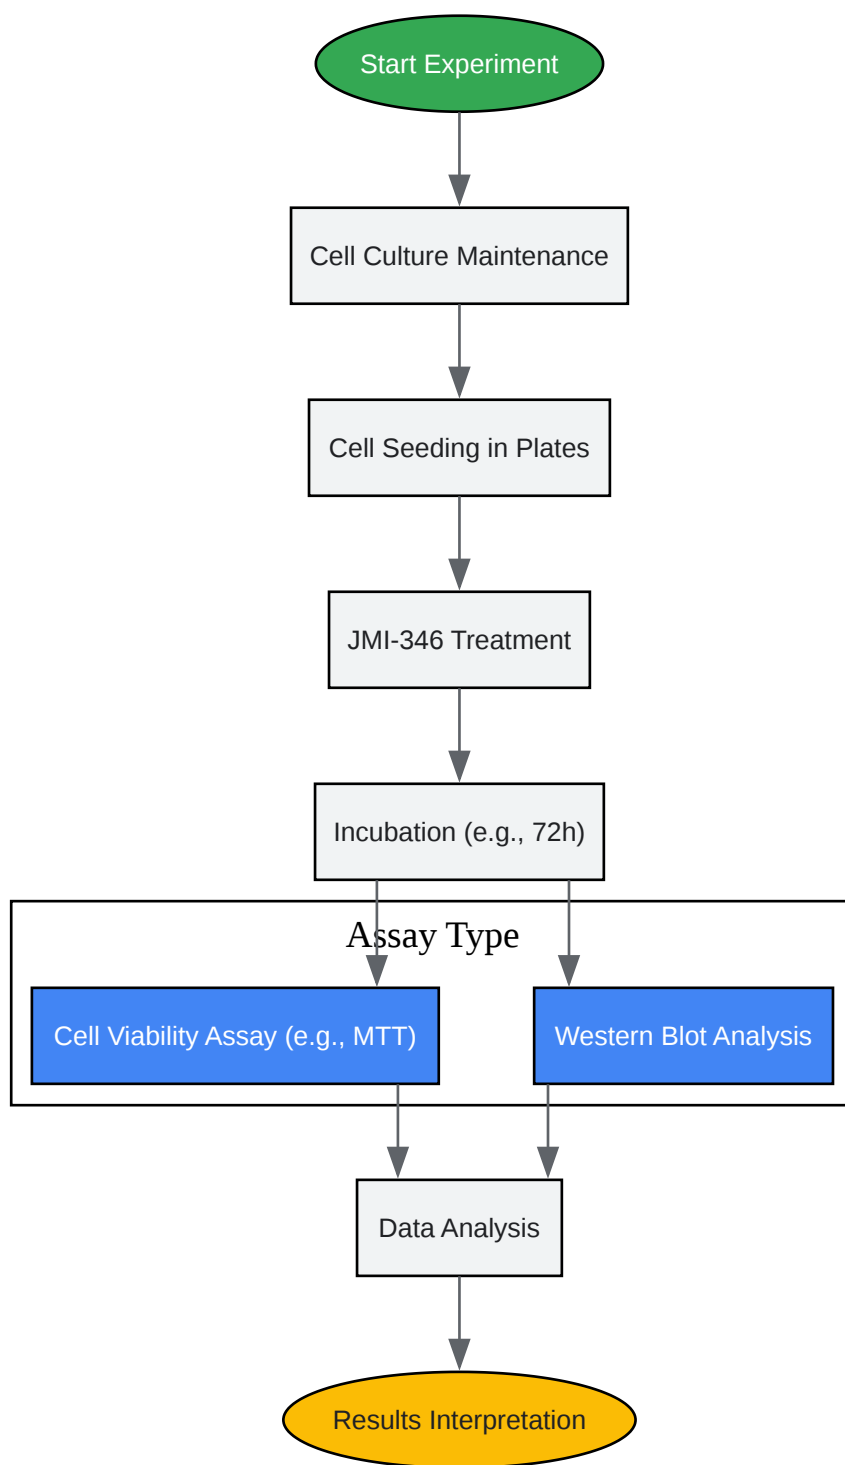 Start Experiment
Cell Culture Maintenance
Cell Seeding in Plates
JMI-346 Treatment
Incubation (e.g., 72h)
Assay Type
Cell Viability Assay (e.g., MTT)
Western Blot Analysis
Data Analysis
Results Interpretation